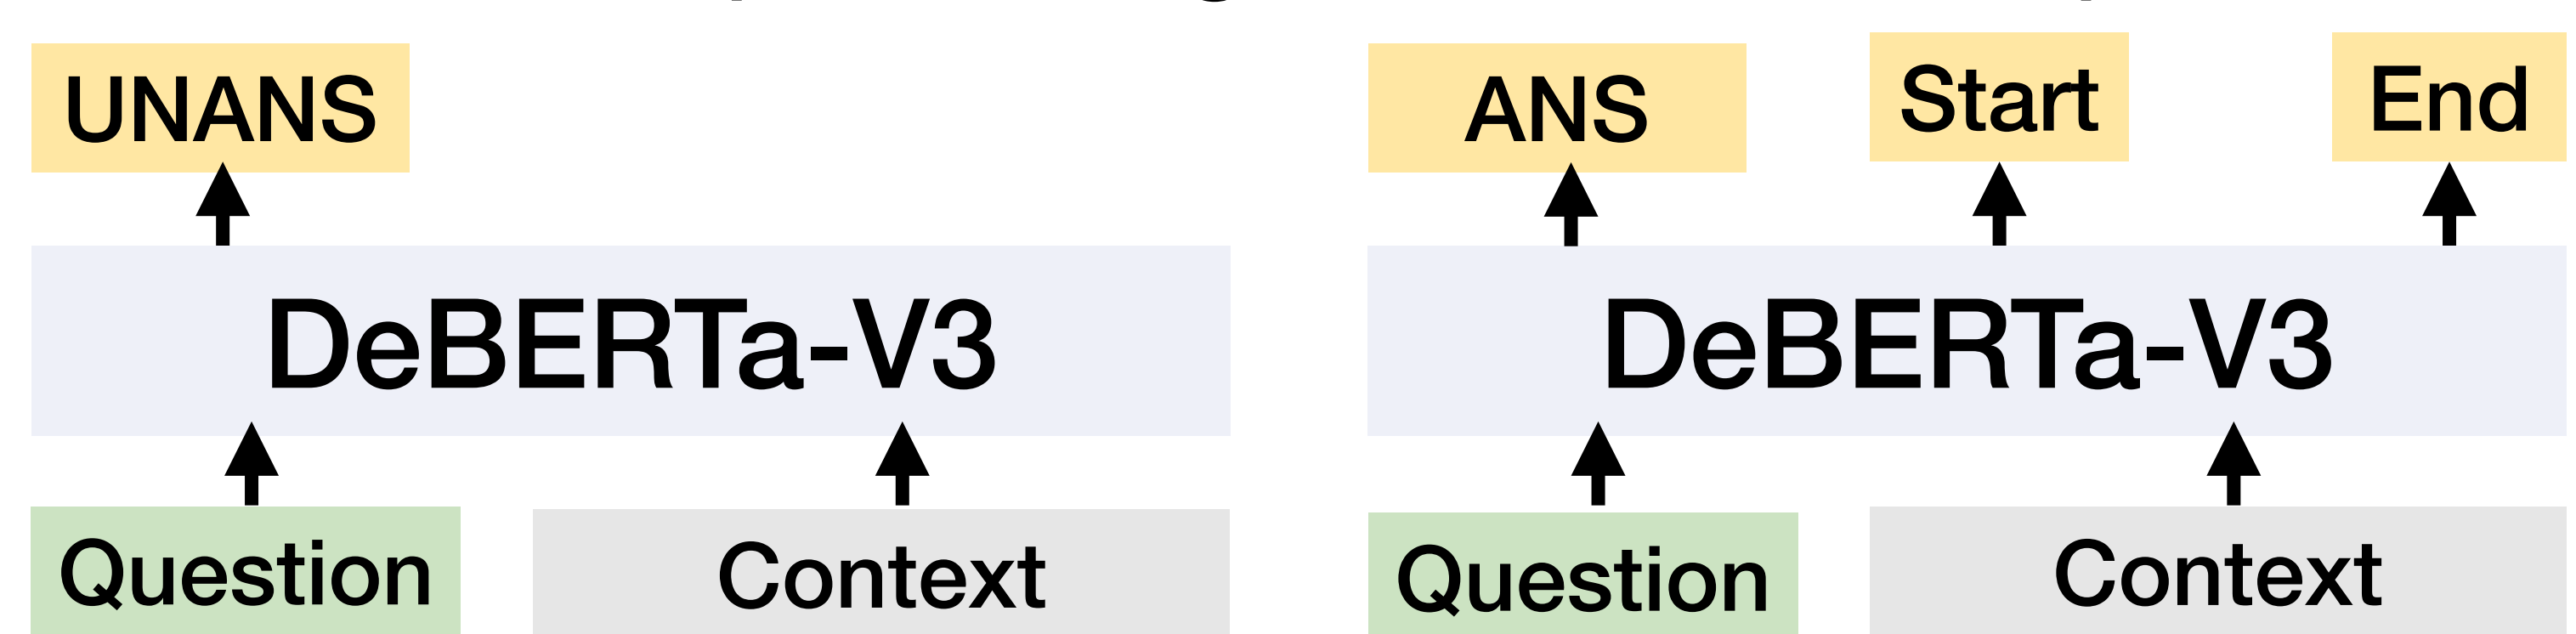 UNANS
ANS
Start
End
DeBERTa-V3
DeBERTa-V3
Question
Context
Question
Context